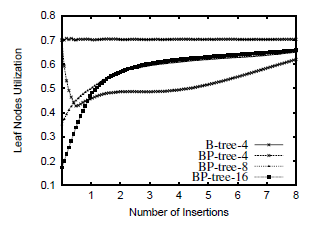 0.8
0.7
0.6
0.5
0.4
0.3
0.2
0.1
Leaf Nodes Utilization
B-tree-4
BP-tree-4
BP-tree-8
BP-tree-16
1 2 3 4 5 6 7 8
Number of Insertions